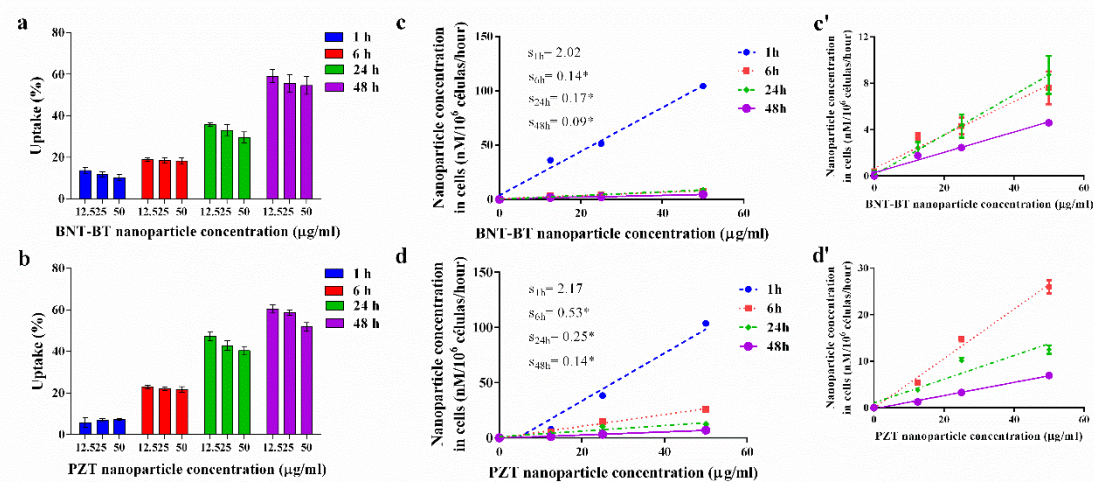 a
80
60
40
20
0
Uptake (%)
1 h
6 h
24 h
48 h
12.525 50 12.525 50 12.525 50 12.525 50
BNT-BT nanoparticle concentration (μg/ml)
b
80
60
40
20
0
Uptake (%)
1 h
6 h
24 h
48 h
12.525 50 12.525 50 12.525 50 12.525 50
PZT nanoparticle concentration (μg/ml)
c
150
100
50
0
Nanoparticle concentration
in cells (nM/10⁶ células/hour)
s1h= 2.02
s6h= 0.14*
s24h= 0.17*
s48h= 0.09*
1h
6h
24h
48h
0 20 40 60
BNT-BT nanoparticle concentration (μg/ml)
d
150
100
50
0
Nanoparticle concentration
in cells (nM/10⁶ células/hour)
s1h= 2.17
s6h= 0.53*
s24h= 0.25*
s48h= 0.14*
1h
6h
24h
48h
0 20 40 60
PZT nanoparticle concentration (μg/ml)
c'
12
8
4
0
Nanoparticle concentration
in cells (nM/10⁶ células/hour)
0 20 40 60
BNT-BT nanoparticle concentration (μg/ml)
d'
30
20
10
0
Nanoparticle concentration
in cells (nM/10⁶ células/hour)
0 20 40 60
PZT nanoparticle concentration (μg/ml)